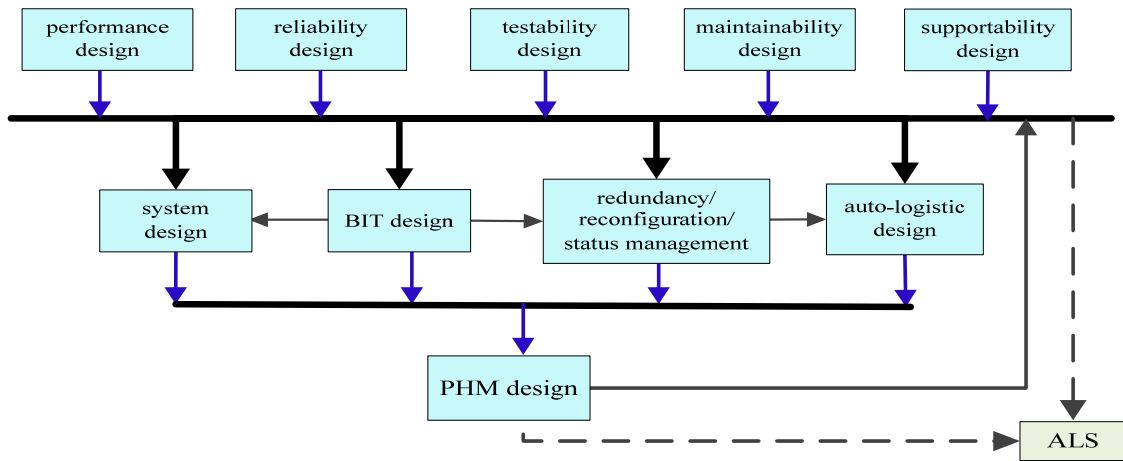 performance
design
reliability
design
testability
design
maintainability
design
supportability
design
system
design
BIT design
redundancy/
reconfiguration/
status management
auto-logistic
design
PHM design
ALS